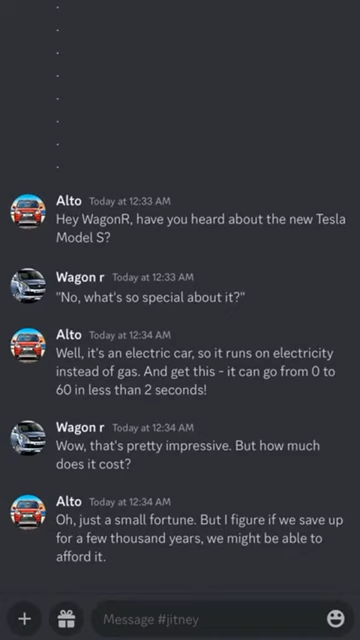 .
.
.
.
.
.
.
.
Alto Today at 12:33 AM
Hey WagonR, have you heard about the new Tesla
Model S?
Wagon r Today at 12:33 AM
"No, what's so special about it?"
Alto Today at 12:34 AM
Well, it's an electric car, so it runs on electricity
instead of gas. And get this - it can go from 0 to
60 in less than 2 seconds!
Wagon r Today at 12:34 AM
Wow, that's pretty impressive. But how much
does it cost?
Alto Today at 12:34 AM
Oh, just a small fortune. But I figure if we save up
for a few thousand years, we might be able to
afford it.
Message #jitney